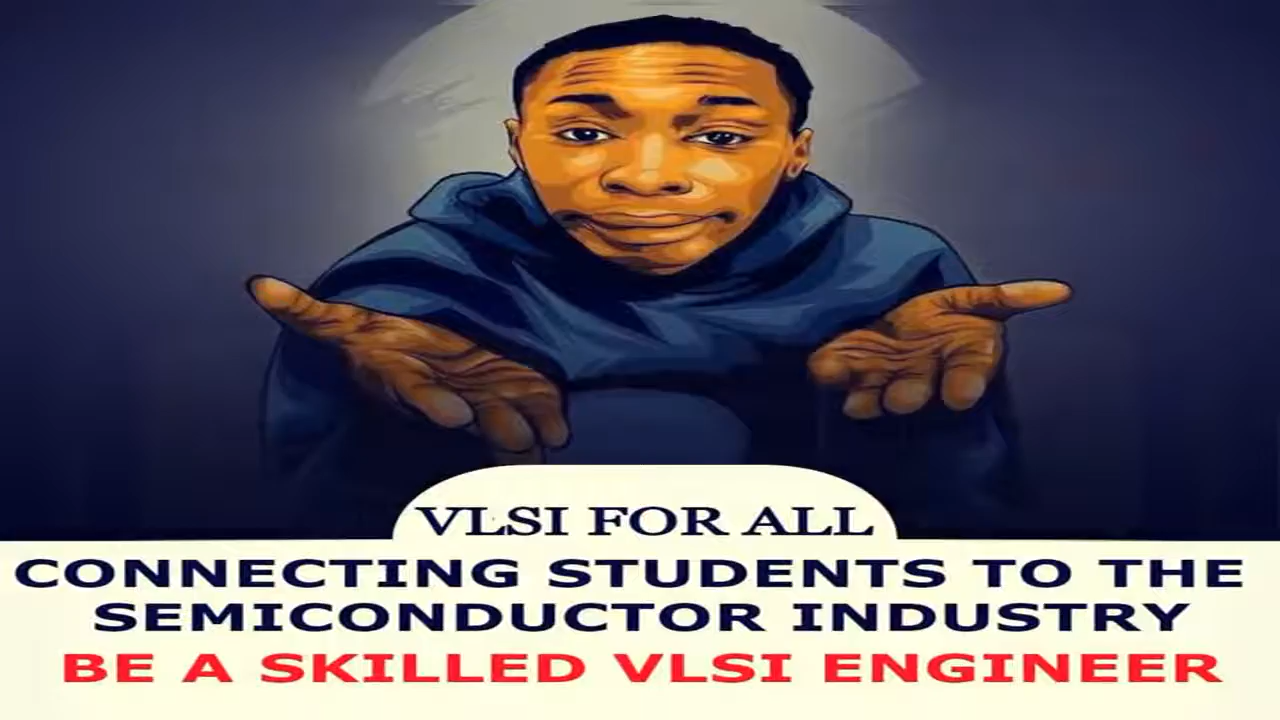 VLSI FOR ALL
CONNECTING STUDENTS TO THE
SEMICONDUCTOR INDUSTRY
BE A SKILLED VLSI ENGINEER